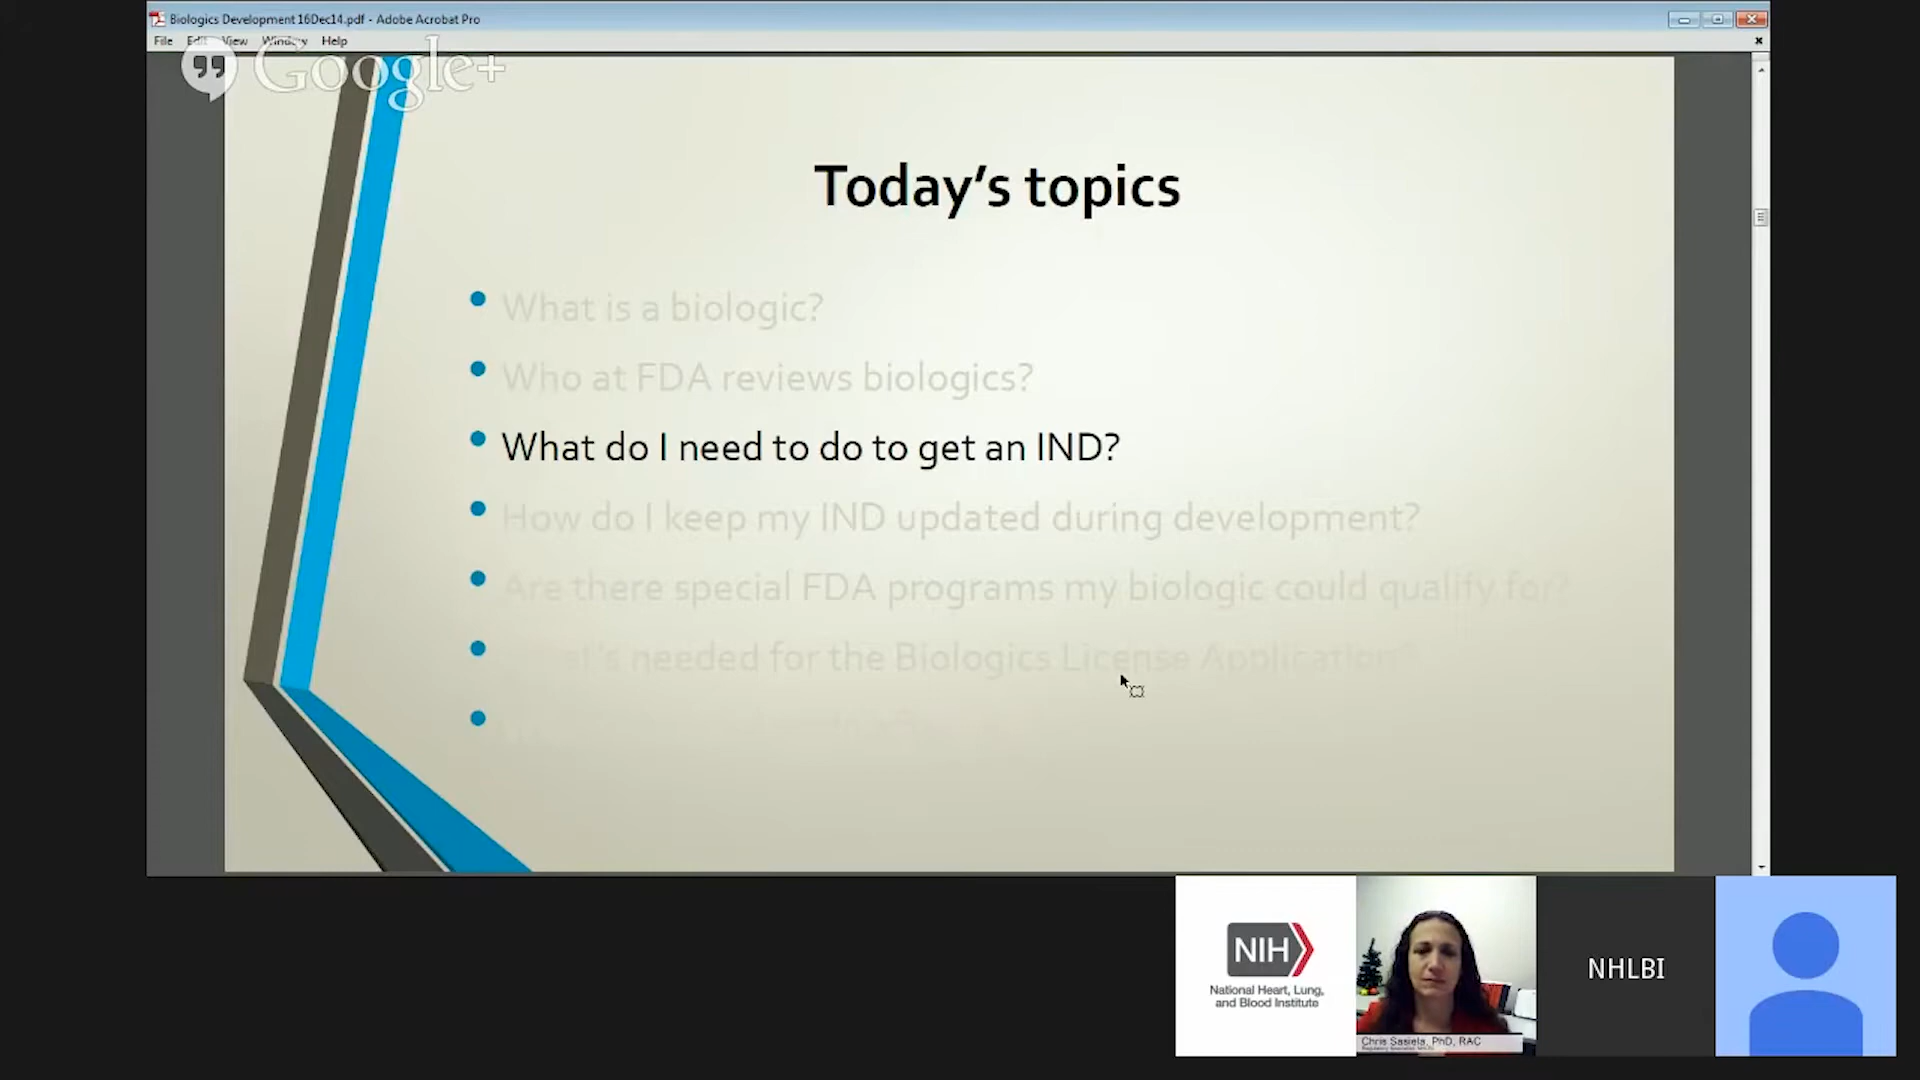 Biologics Development 16Dec14.pdf - Adobe Acrobat Pro
File Edit View Window Help
Google+
Today's topics
What is a biologic?
Who at FDA reviews biologics?
What do I need to do to get an IND?
How do I keep my IND updated during development?
Are there special FDA programs my biologic could qualify for?
needed for the Biologics License Application?
NIH
National Heart, Lung,
and Blood Institute
Chris Sasiela, PhD, RAC
NHLBI